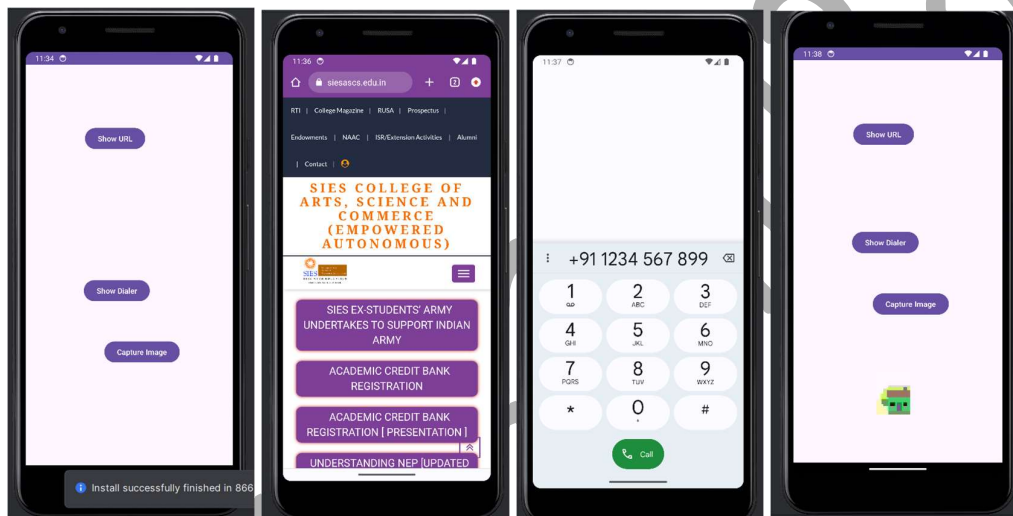 11:34
Show URL
Show Dialer
Capture Image
Install successfully finished in 866
11:36
siesascs.edu.in
RTI | College Magazine | RUSA | Prospectus |
Endowments | NAAC | ISR/Extension Activities | Alumni
| Contact |
SIES COLLEGE OF
ARTS, SCIENCE AND
COMMERCE
(EMPOWERED
AUTONOMOUS)
SIES
SIES EX-STUDENTS' ARMY
UNDERTAKES TO SUPPORT INDIAN
ARMY
ACADEMIC CREDIT BANK
REGISTRATION
ACADEMIC CREDIT BANK
REGISTRATION [ PRESENTATION ]
UNDERSTANDING NEP [UPDATED
11:37
+91 1234 567 899
1 2 3
ABC DEF
4 5 6
GHI JKL MNO
7 8 9
PQRS TUV WXYZ
* 0 #
+
Call
11:38
Show URL
Show Dialer
Capture Image